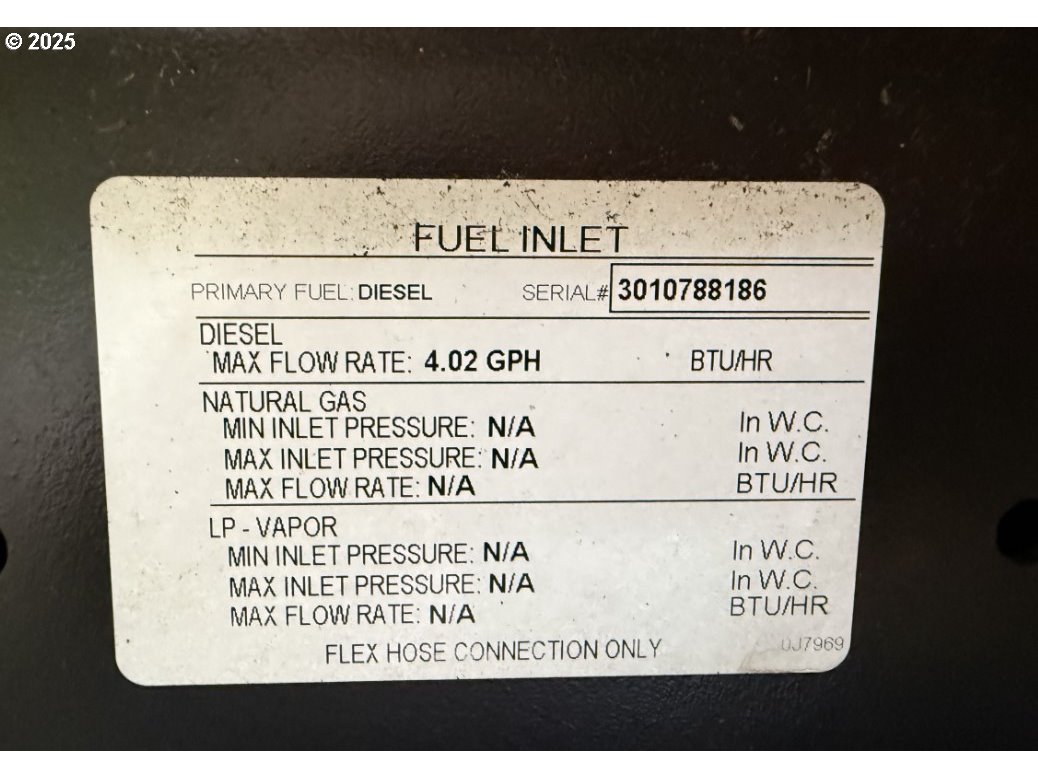 © 2025
FUEL INLET
PRIMARY FUEL: DIESEL SERIAL# 3010788186
DIESEL
MAX FLOW RATE: 4.02 GPH BTU/HR
NATURAL GAS
MIN INLET PRESSURE: N/A In W.C.
MAX INLET PRESSURE: N/A In W.C.
MAX FLOW RATE: N/A BTU/HR
LP - VAPOR
MIN INLET PRESSURE: N/A In W.C.
MAX INLET PRESSURE: N/A In W.C.
MAX FLOW RATE: N/A BTU/HR
FLEX HOSE CONNECTION ONLY 0J7969